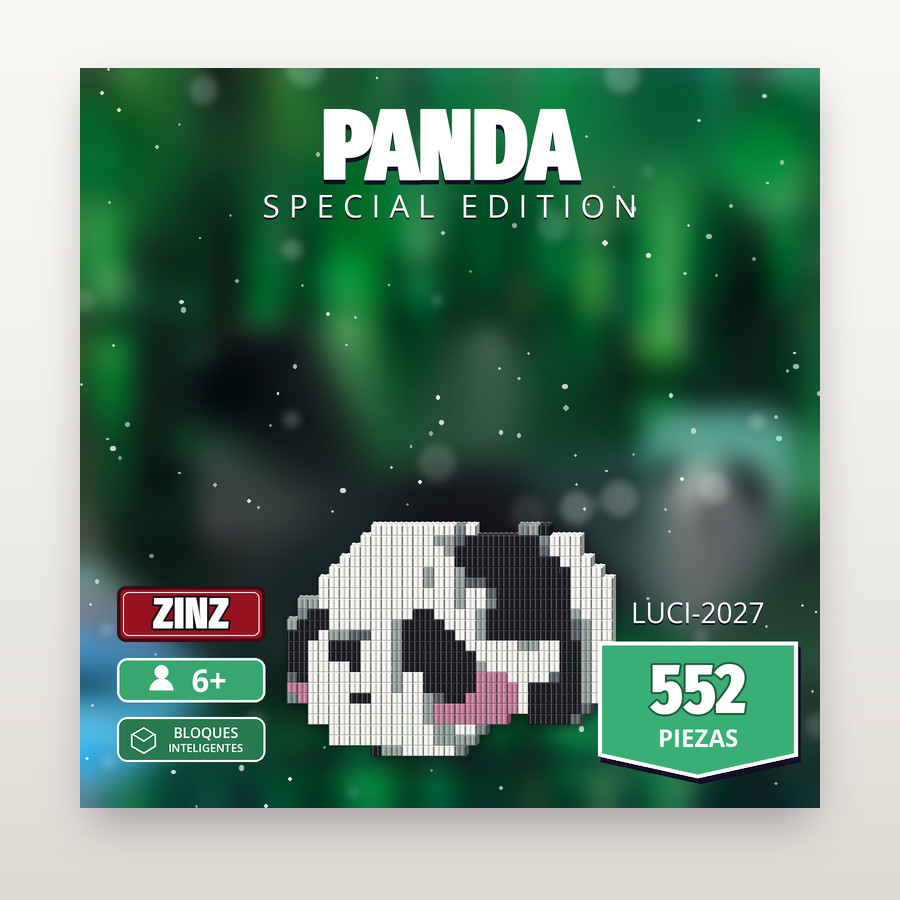 PANDA
SPECIAL EDITION
ZINZ
6+
BLOQUES
INTELIGENTES
LUCI-2027
552
PIEZAS